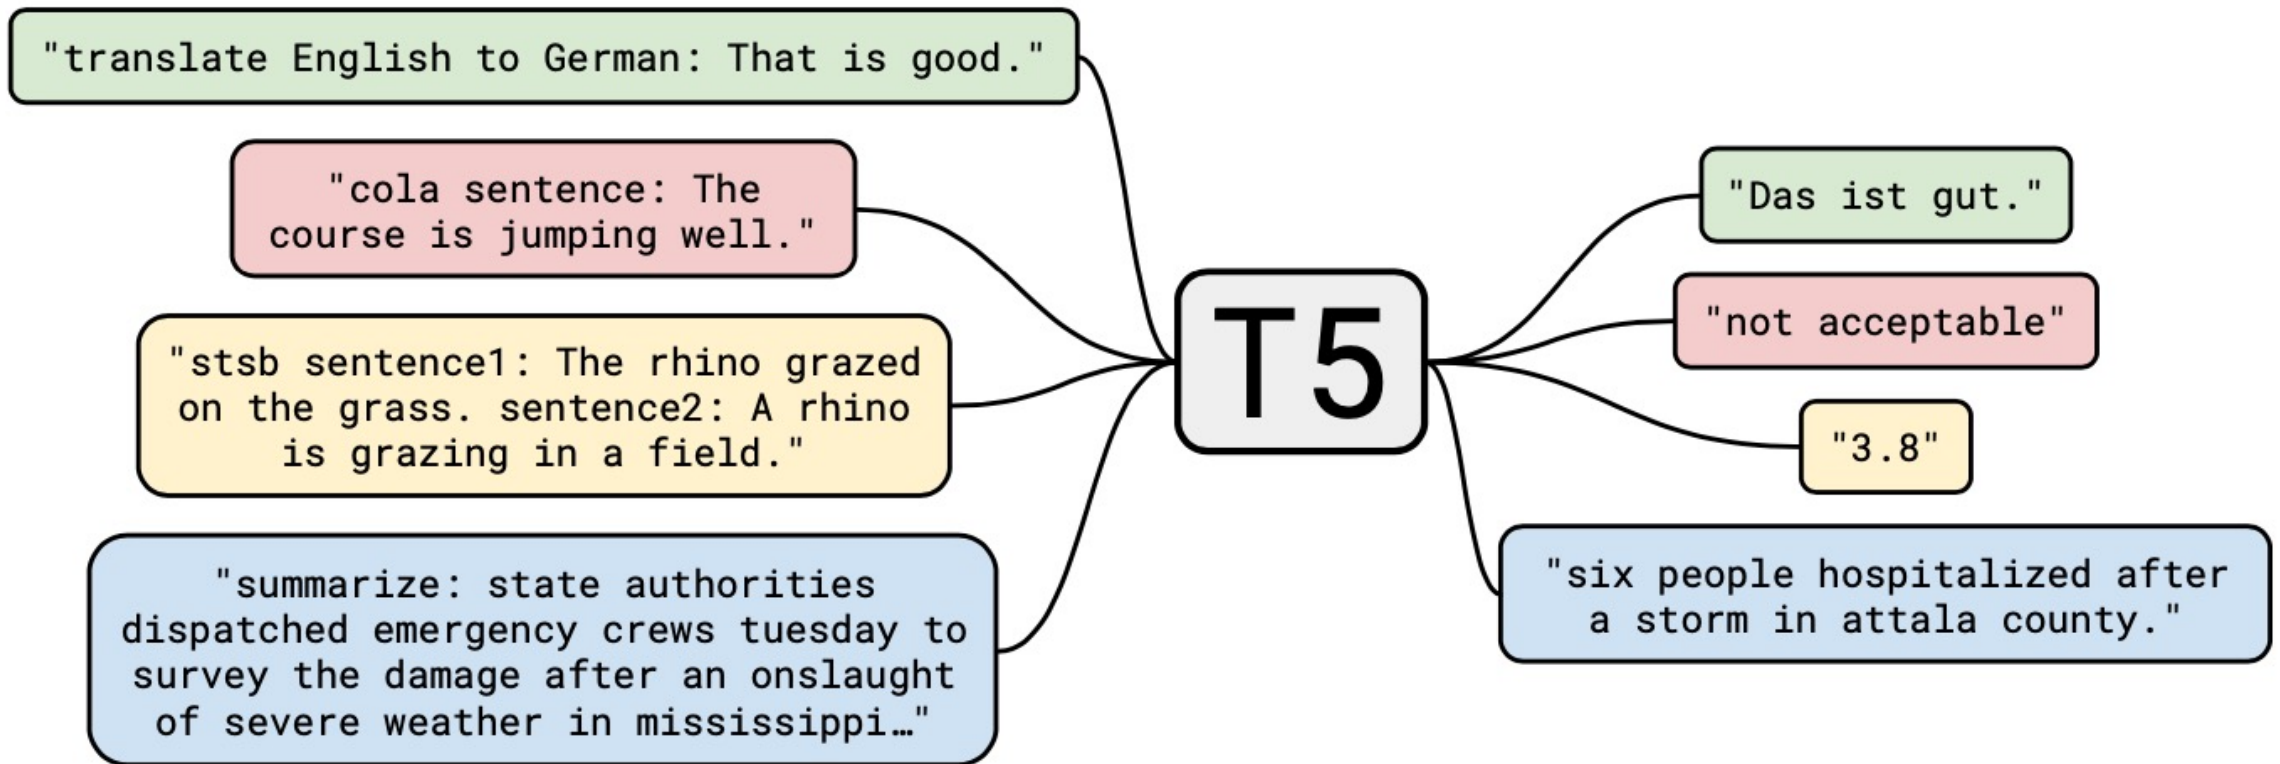 "translate English to German: That is good."
"cola sentence: The
course is jumping well."
"stsb sentence1: The rhino grazed
on the grass. sentence2: A rhino
is grazing in a field."
"summarize: state authorities
dispatched emergency crews tuesday to
survey the damage after an onslaught
of severe weather in mississippi…"
T5
"Das ist gut."
"not acceptable"
"3.8"
"six people hospitalized after
a storm in attala county."